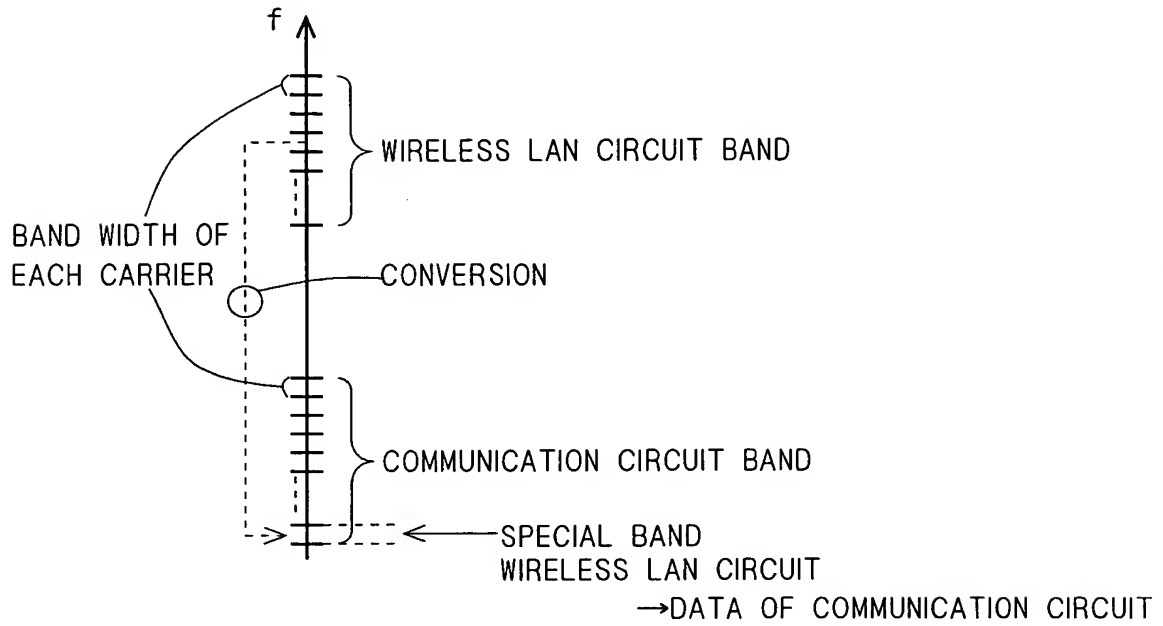 f
WIRELESS LAN CIRCUIT BAND
BAND WIDTH OF
EACH CARRIER
CONVERSION
COMMUNICATION CIRCUIT BAND
SPECIAL BAND
WIRELESS LAN CIRCUIT
→DATA OF COMMUNICATION CIRCUIT